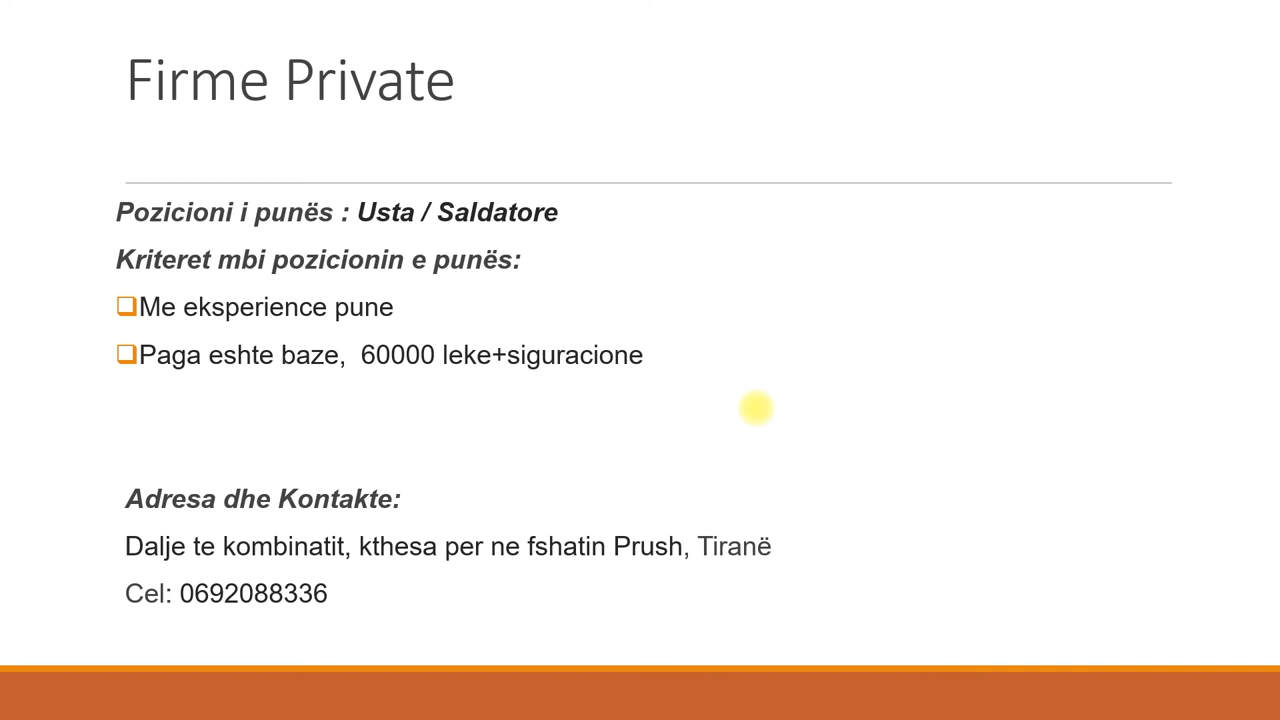 Firme Private
Pozicioni i punës : Usta / Saldatore
Kriteret mbi pozicionin e punës:
Me eksperience pune
Paga eshte baze,  60000 leke+siguracione
Adresa dhe Kontakte:
Dalje te kombinatit, kthesa per ne fshatin Prush, Tiranë
Cel: 0692088336